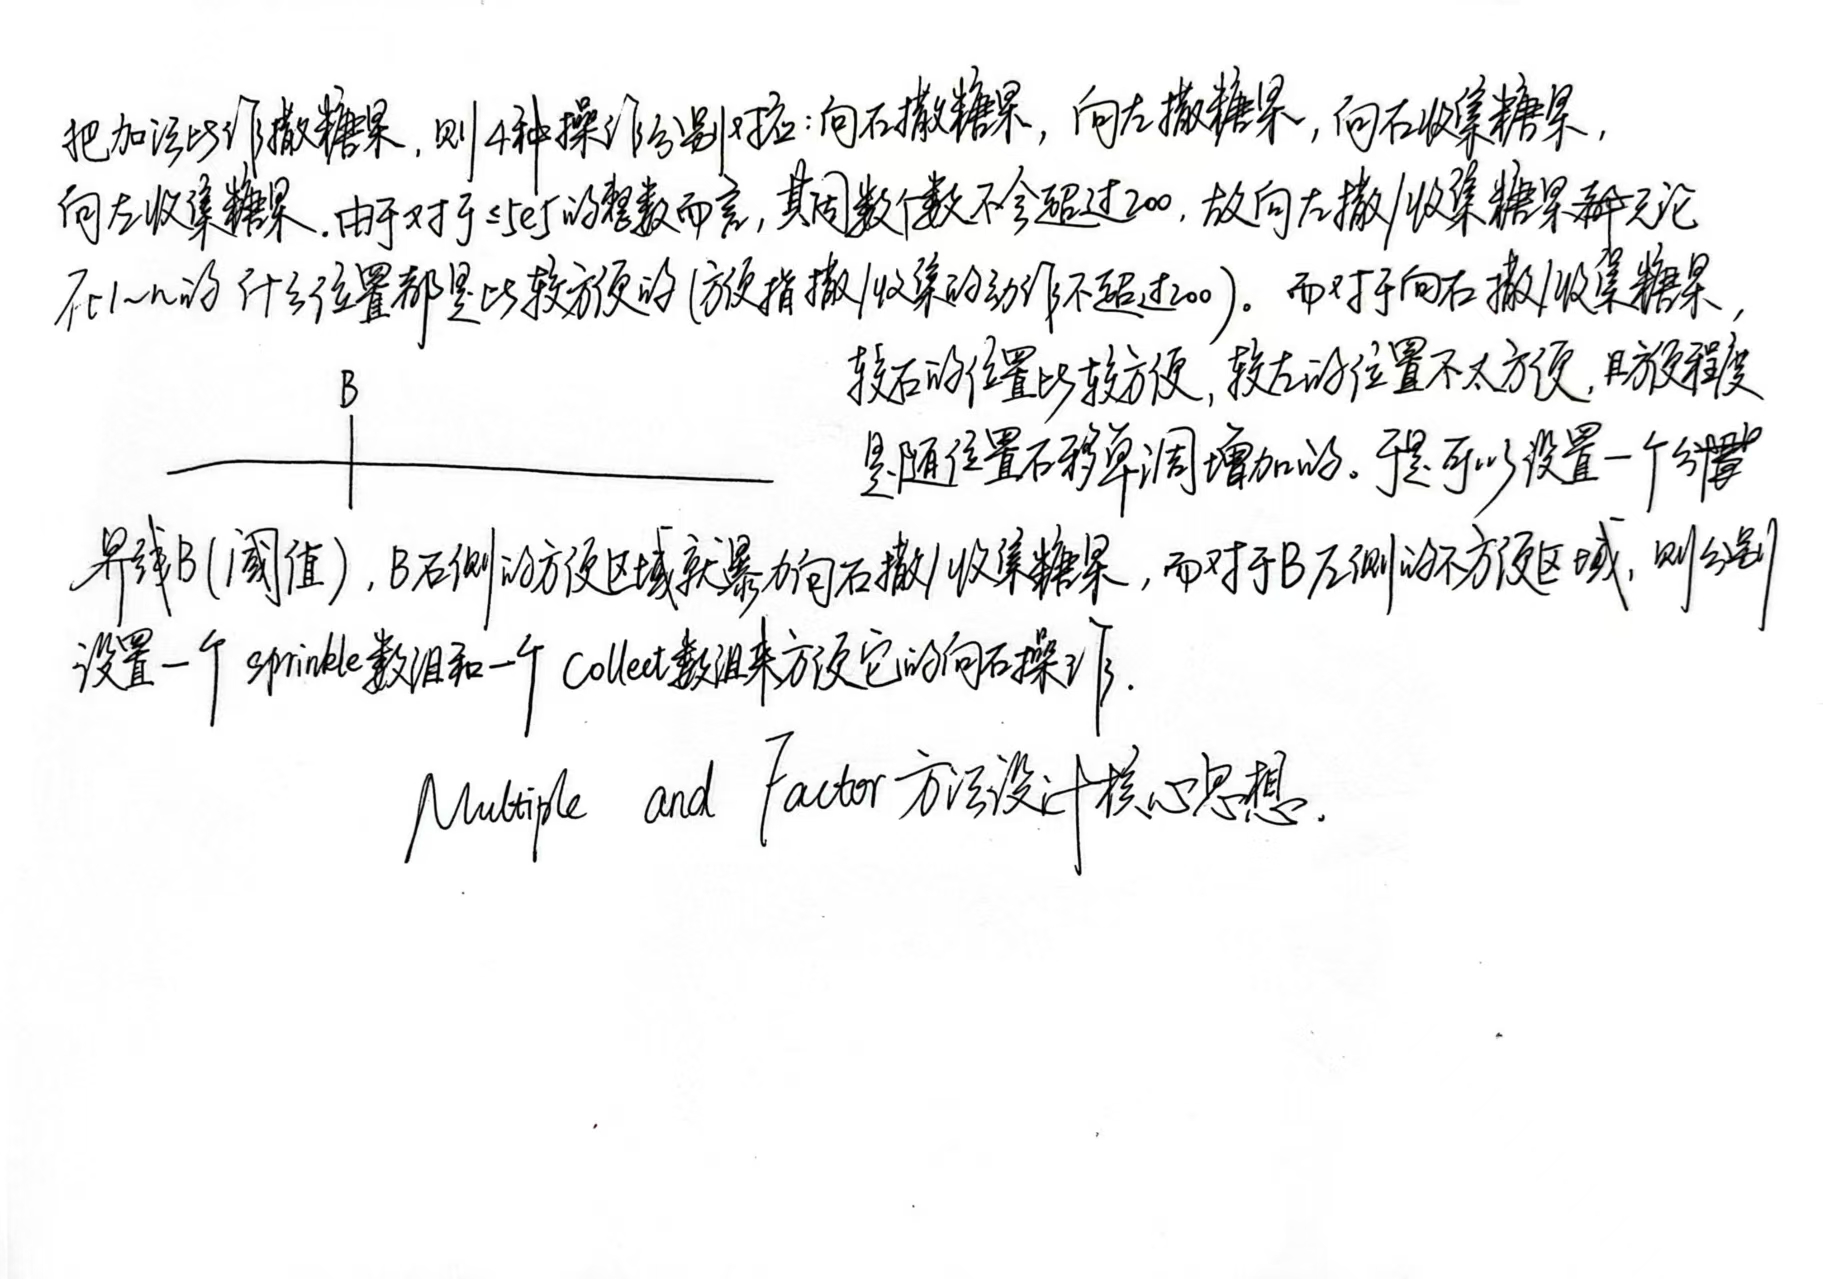 把加法比作撒糖果，则4种操作分别对应：向右撒糖果，向左撒糖果，向右收集糖果，
向左收集糖果．由于对于≤5e5的整数而言，其因数个数不会超过200．故向左撒/收集糖果无论
在1~n的什么位置都是比较方便的（方便指撒/收集的动作不超过200）。而对于向右撒/收集糖果，
较右的位置比较方便，较左的位置不太方便，且方便程度
是随位置右移单调增加的。于是可以设置一个分
B
界线B（阈值），B右侧的方便区域就暴力向右撒/收集糖果，而对于B左侧的不方便区域，则分别
设置一个 sprinkle数组和一个 collect数组来方便它的向右操作．
Multiple and Factor 方法设计核心思想．